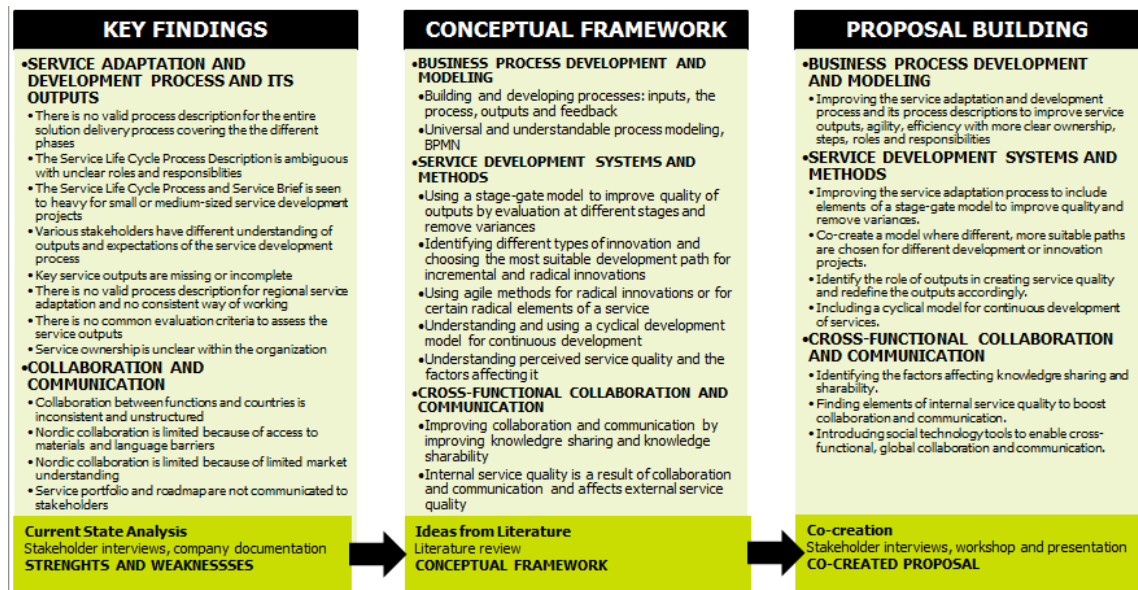 KEY FINDINGS
•SERVICE ADAPTATION AND
DEVELOPMENT PROCESS AND ITS
OUTPUTS
•There is no valid process description for the entire
solution delivery process covering the the different
phases
•The Service Life Cycle Process Description is ambiguous
with unclear roles and responsiblities
•The Service Life Cycle Process and Service Brief is seen
to heavy for small or medium-sized service development
projects
•Various stakeholders have different understanding of
outputs and expectations of the service development
process
•Key service outputs are missing or incomplete
•There is no valid process description for regional service
adaptation and no consistent way of working
•There is no common evaluation criteria to assess the
service outputs
•Service ownership is unclear within the organization
•COLLABORATION AND
COMMUNICATION
•Collaboration between functions and countries is
inconsistent and unstructured
•Nordic collaboration is limited because of access to
materials and language barriers
•Nordic collaboration is limited because of limited market
understanding
•Service portfolio and roadmap are not communicated to
stakeholders
Current State Analysis
Stakeholder interviews, company documentation
STRENGHTS AND WEAKNESSSES
CONCEPTUAL FRAMEWORK
•BUSINESS PROCESS DEVELOPMENT AND
MODELING
•Building and developing processes: inputs, the
process, outputs and feedback
•Universal and understandable process modeling,
BPMN
•SERVICE DEVELOPMENT SYSTEMS AND
METHODS
•Using a stage-gate model to improve quality of
outputs by evaluation at different stages and
remove variances
•Identifying different types of innovation and
choosing the most suitable development path for
incremental and radical innovations
•Using agile methods for radical innovations or for
certain radical elements of a service
•Understanding and using a cyclical development
model for continuous development
•Understanding perceived service quality and the
factors affecting it
•CROSS-FUNCTIONAL COLLABORATION AND
COMMUNICATION
•Improving collaboration and communication by
improving knowledgre sharing and knowledge
sharability
•Internal service quality is a result of collaboration
and communication and affects external service
quality
Ideas from Literature
Literature review
CONCEPTUAL FRAMEWORK
PROPOSAL BUILDING
•BUSINESS PROCESS DEVELOPMENT
AND MODELING
•Improving the service adaptation and development
process and its process descriptions to improve service
outputs, agility, efficiency with more clear ownership,
steps, roles and responsibilities
•SERVICE DEVELOPMENT SYSTEMS AND
METHODS
•Improving the service adaptation process to include
elements of a stage-gate model to improve quality and
remove variances.
•Co-create a model where different, more suitable paths
are chosen for different development or innovation
projects.
•Identify the role of outputs in creating service quality
and redefine the outputs accordingly.
•Including a cyclical model for continuous development
of services.
•CROSS-FUNCTIONAL COLLABORATION
AND COMMUNICATION
•Identifying the factors affecting knowledgre sharing and
sharability.
•Finding elements of internal service quality to boost
collaboration and communication.
•Introducing social technology tools to enable cross-
functional, global collaboration and communication.
Co-creation
Stakeholder interviews, workshop and presentation
CO-CREATED PROPOSAL